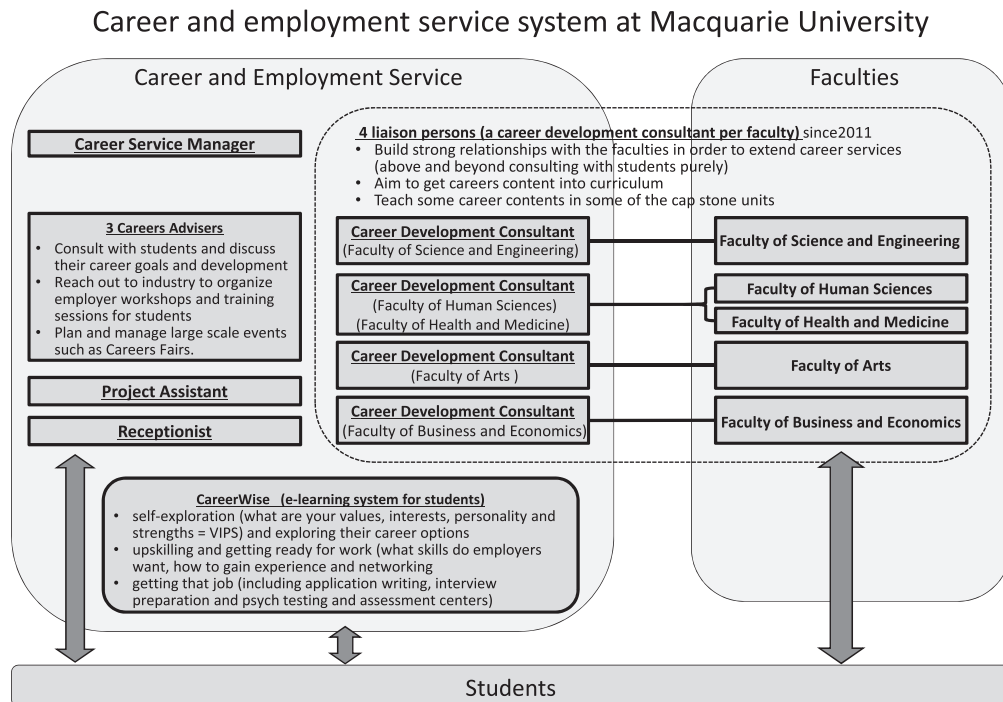 Career and employment service system at Macquarie University
Career and Employment Service
Career Service Manager
3 Careers Advisers
• Consult with students and discuss
their career goals and development
• Reach out to industry to organize
employer workshops and training
sessions for students
• Plan and manage large scale events
such as Careers Fairs.
Project Assistant
Receptionist
4 liaison persons (a career development consultant per faculty) since2011
• Build strong relationships with the faculties in order to extend career services
(above and beyond consulting with students purely)
• Aim to get careers content into curriculum
• Teach some career contents in some of the cap stone units
Career Development Consultant
(Faculty of Science and Engineering)
Career Development Consultant
(Faculty of Human Sciences)
(Faculty of Health and Medicine)
Career Development Consultant
(Faculty of Arts )
Career Development Consultant
(Faculty of Business and Economics)
Faculties
Faculty of Science and Engineering
Faculty of Human Sciences
Faculty of Health and Medicine
Faculty of Arts
Faculty of Business and Economics
CareerWise (e-learning system for students)
• self-exploration (what are your values, interests, personality and
strengths = VIPS) and exploring their career options
• upskilling and getting ready for work (what skills do employers
want, how to gain experience and networking
• getting that job (including application writing, interview
preparation and psych testing and assessment centers)
Students